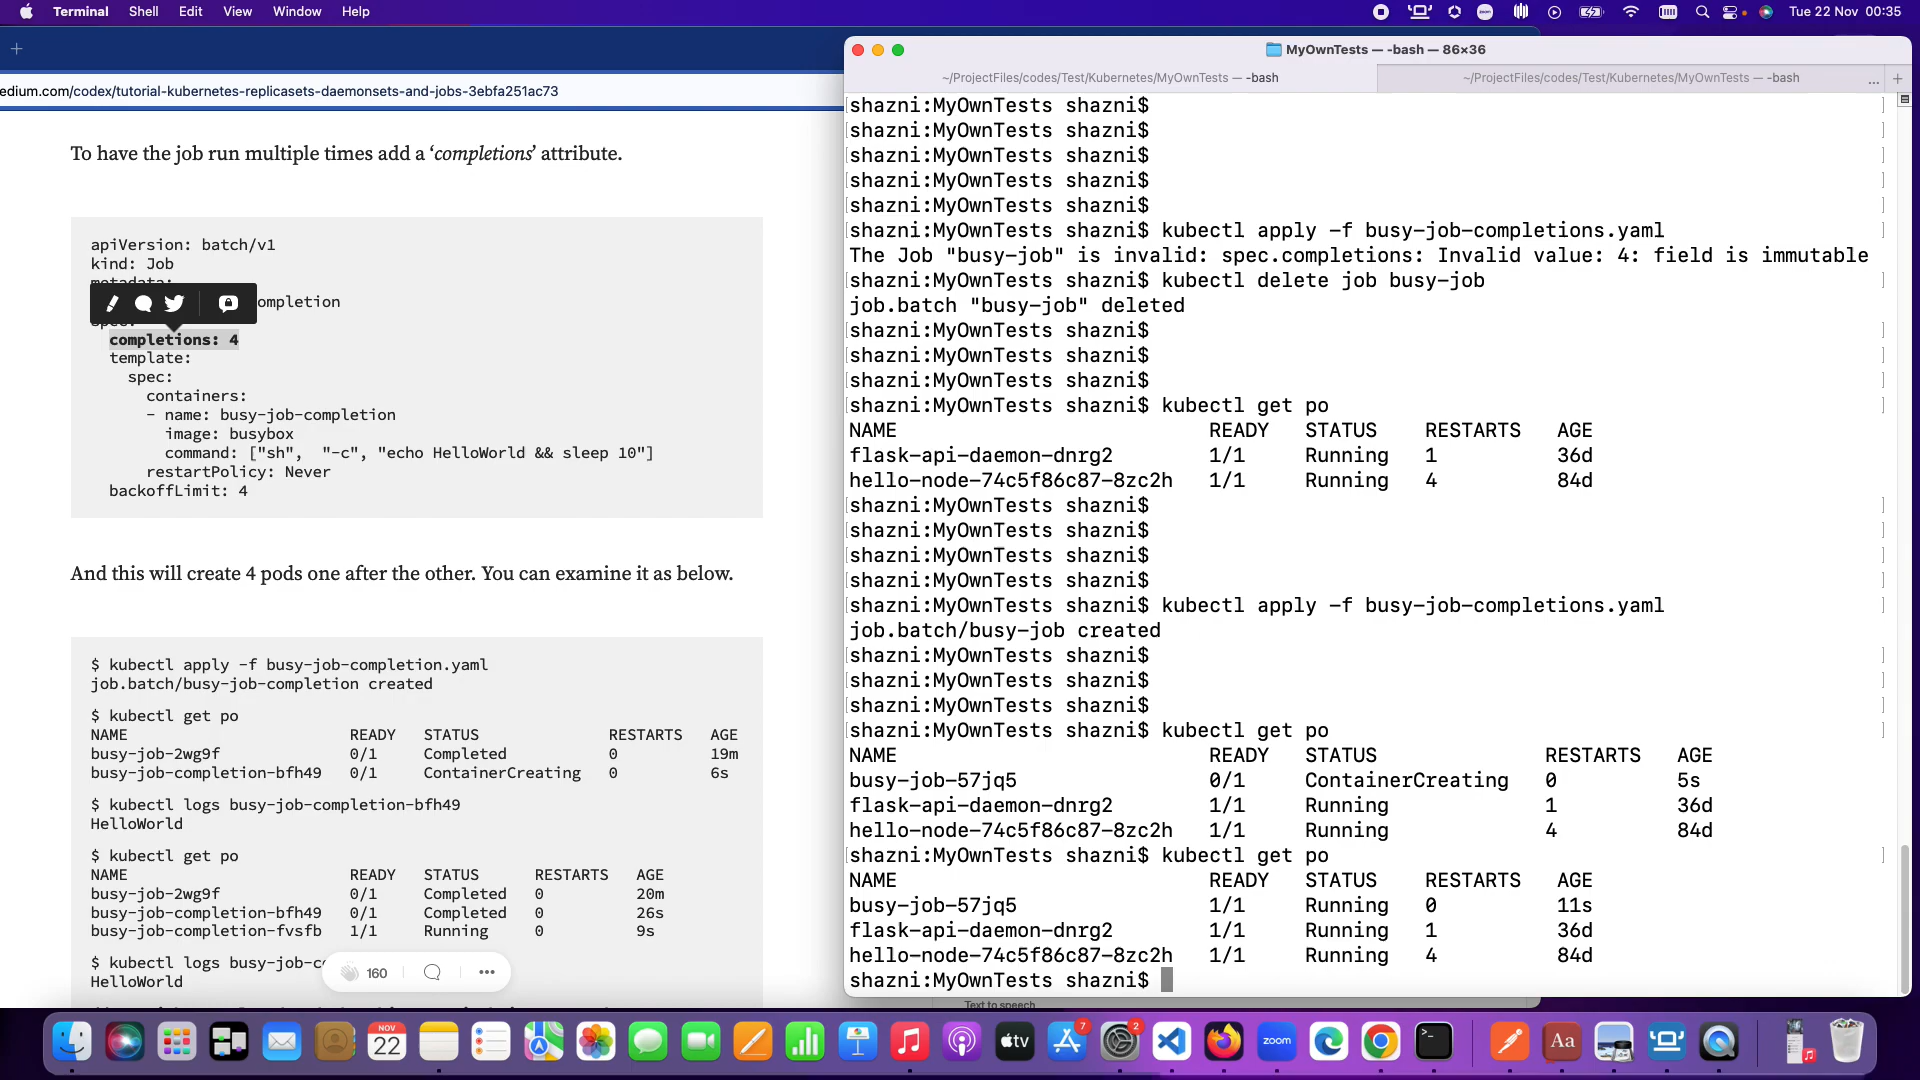 Terminal Shell Edit View Window Help
Tue 22 Nov 00:35
edium.com/codex/tutorial-kubernetes-replicasets-daemonsets-and-jobs-3ebfa251ac73
To have the job run multiple times add a ‘completions’ attribute.
apiVersion: batch/v1
kind: Job
metadata:
ompletion
spec:
completions: 4
template:
spec:
containers:
- name: busy-job-completion
image: busybox
command: ["sh", "-c", "echo HelloWorld && sleep 10"]
restartPolicy: Never
backoffLimit: 4
And this will create 4 pods one after the other. You can examine it as below.
$ kubectl apply -f busy-job-completion.yaml
job.batch/busy-job-completion created
$ kubectl get po
NAME READY STATUS RESTARTS AGE
busy-job-2wg9f 0/1 Completed 0 19m
busy-job-completion-bfh49 0/1 ContainerCreating 0 6s
$ kubectl logs busy-job-completion-bfh49
HelloWorld
$ kubectl get po
NAME READY STATUS RESTARTS AGE
busy-job-2wg9f 0/1 Completed 0 20m
busy-job-completion-bfh49 0/1 Completed 0 26s
busy-job-completion-fvsfb 1/1 Running 0 9s
$ kubectl logs busy-job-c
HelloWorld
160
MyOwnTests — -bash — 86×36
~/ProjectFiles/codes/Test/Kubernetes/MyOwnTests — -bash
~/ProjectFiles/codes/Test/Kubernetes/MyOwnTests — -bash ...
shazni:MyOwnTests shazni$
shazni:MyOwnTests shazni$
shazni:MyOwnTests shazni$
shazni:MyOwnTests shazni$
shazni:MyOwnTests shazni$
shazni:MyOwnTests shazni$ kubectl apply -f busy-job-completions.yaml
The Job "busy-job" is invalid: spec.completions: Invalid value: 4: field is immutable
shazni:MyOwnTests shazni$ kubectl delete job busy-job
job.batch "busy-job" deleted
shazni:MyOwnTests shazni$
shazni:MyOwnTests shazni$
shazni:MyOwnTests shazni$
shazni:MyOwnTests shazni$ kubectl get po
NAME READY STATUS RESTARTS AGE
flask-api-daemon-dnrg2 1/1 Running 1 36d
hello-node-74c5f86c87-8zc2h 1/1 Running 4 84d
shazni:MyOwnTests shazni$
shazni:MyOwnTests shazni$
shazni:MyOwnTests shazni$
shazni:MyOwnTests shazni$
shazni:MyOwnTests shazni$ kubectl apply -f busy-job-completions.yaml
job.batch/busy-job created
shazni:MyOwnTests shazni$
shazni:MyOwnTests shazni$
shazni:MyOwnTests shazni$
shazni:MyOwnTests shazni$ kubectl get po
NAME READY STATUS RESTARTS AGE
busy-job-57jq5 0/1 ContainerCreating 0 5s
flask-api-daemon-dnrg2 1/1 Running 1 36d
hello-node-74c5f86c87-8zc2h 1/1 Running 4 84d
shazni:MyOwnTests shazni$ kubectl get po
NAME READY STATUS RESTARTS AGE
busy-job-57jq5 1/1 Running 0 11s
flask-api-daemon-dnrg2 1/1 Running 1 36d
hello-node-74c5f86c87-8zc2h 1/1 Running 4 84d
shazni:MyOwnTests shazni$
Text to speech
NOV
22
tv
7
2
zoom
Aa